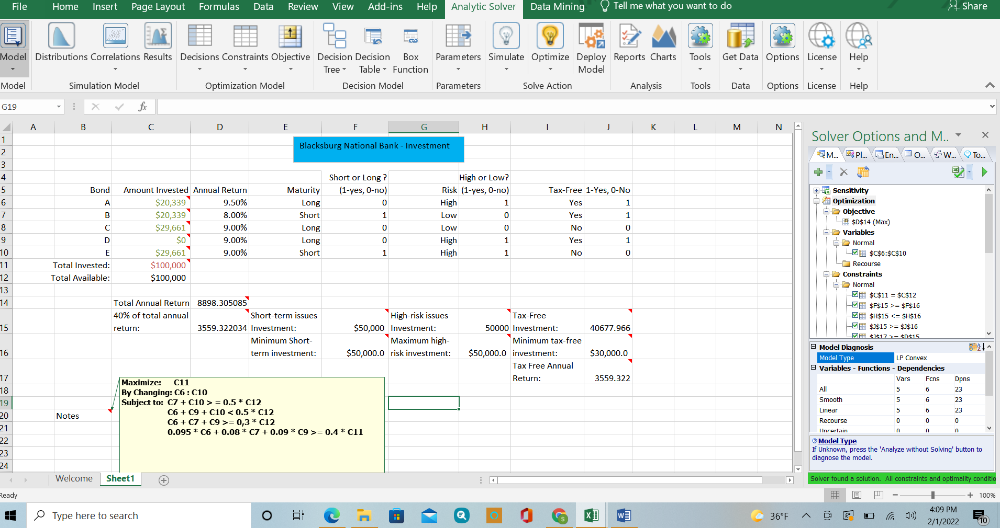 File Home Insert Page Layout Formulas Data Review View Add-ins Help Analytic Solver Data Mining Tell me what you want to do Share
Model Distributions Correlations Results Decisions Constraints Objective Decision Tree Decision Table Box Function Parameters Simulate Optimize Deploy Model Reports Charts Tools Get Data Options License Help
Model Simulation Model Optimization Model Decision Model Parameters Solve Action Analysis Tools Data Options License Help
G19 fx
A B C D E F G H I J K L M N
1
Blacksburg National Bank - Investment
2
3
4 Short or Long ? High or Low?
5 Bond Amount Invested Annual Return Maturity (1-yes, 0-no) Risk (1-yes, 0-no) Tax-Free 1-Yes, 0-No
6 A $20,339 9.50% Long 0 High 1 Yes 1
7 B $20,339 8.00% Short 1 Low 0 Yes 1
8 C $29,661 9.00% Long 0 Low 0 No 0
9 D $0 9.00% Long 0 High 1 Yes 1
10 E $29,661 9.00% Short 1 High 1 No 0
11 Total Invested: $100,000
12 Total Available: $100,000
13
14 Total Annual Return 8898.305085
40% of total annual Short-term issues High-risk issues Tax-Free
15 return: 3559.322034 Investment: $50,000 Investment: 50000 Investment: 40677.966
Minimum Short- Maximum high- Minimum tax-free
16 term investment: $50,000.0 risk investment: $50,000.0 investment: $30,000.0
Tax Free Annual
17 Return: 3559.322
18
19
20 Notes
21
22
23
24
Maximize: C11
By Changing: C6 : C10
Subject to: C7 + C10 > = 0.5 * C12
C6 + C9 + C10 < 0.5 * C12
C6 + C7 + C9 >= 0,3 * C12
0.095 * C6 + 0.08 * C7 + 0.09 * C9 >= 0.4 * C11
Solver Options and M..
M... Pl... En... O... W... To...
Sensitivity
Optimization
Objective
$D$14 (Max)
Variables
Normal
$C$6:$C$10
Recourse
Constraints
Normal
$C$11 = $C$12
$F$15 >= $F$16
$H$15 <= $H$16
$J$15 >= $J$16
$J$17 >= $D$15
Model Diagnosis
Model Type LP Convex
Variables - Functions - Dependencies
Vars Fcns Dpns
All 5 6 23
Smooth 5 6 23
Linear 5 6 23
Recourse 0 0 0
Uncertain 0 0 0
Model Type
If Unknown, press the 'Analyze without Solving' button to
diagnose the model.
Solver found a solution. All constraints and optimality conditio
Welcome Sheet1
Ready 100%
Type here to search
36°F
4:09 PM
2/1/2022
10